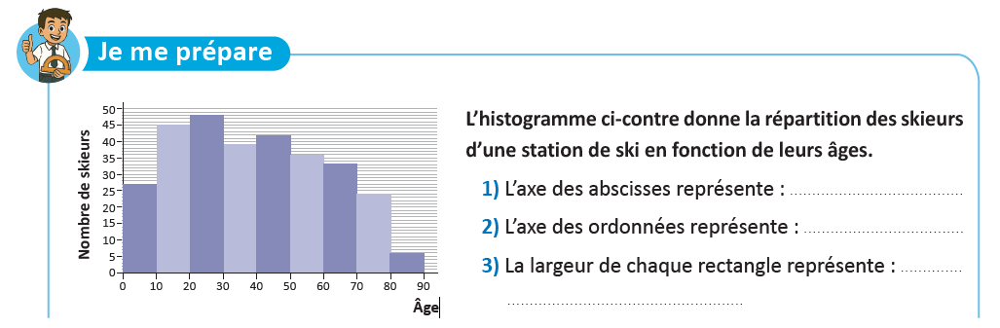 Je me prépare
Nombre de skieurs
50
45
40
35
30
25
20
15
10
5
0
0 10 20 30 40 50 60 70 80 90
Âge
L’histogramme ci-contre donne la répartition des skieurs
d’une station de ski en fonction de leurs âges.
1) L’axe des abscisses représente : ....................................
2) L’axe des ordonnées représente : .................................
3) La largeur de chaque rectangle représente : .............
..................................................